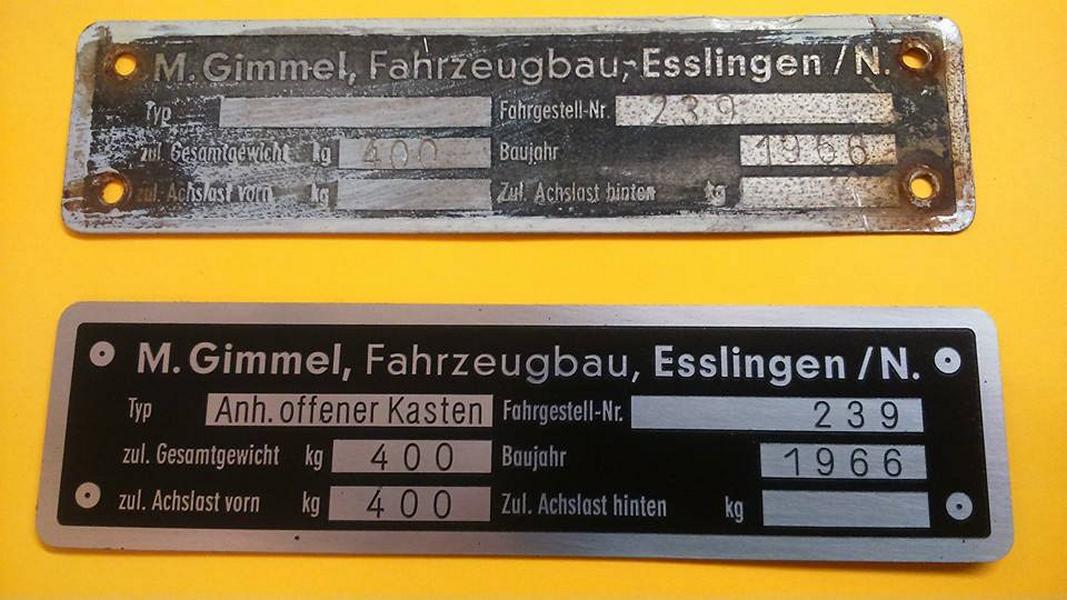 M. Gimmel, Fahrzeugbau, Esslingen /N.
Typ Fahrgestell-Nr. 239
zul. Gesamtgewicht kg 400 Baujahr 1966
zul. Achslast vorn kg Zul. Achslast hinten kg
M. Gimmel, Fahrzeugbau, Esslingen /N.
Typ Anh. offener Kasten Fahrgestell-Nr. 239
zul. Gesamtgewicht kg 400 Baujahr 1966
zul. Achslast vorn kg 400 Zul. Achslast hinten kg